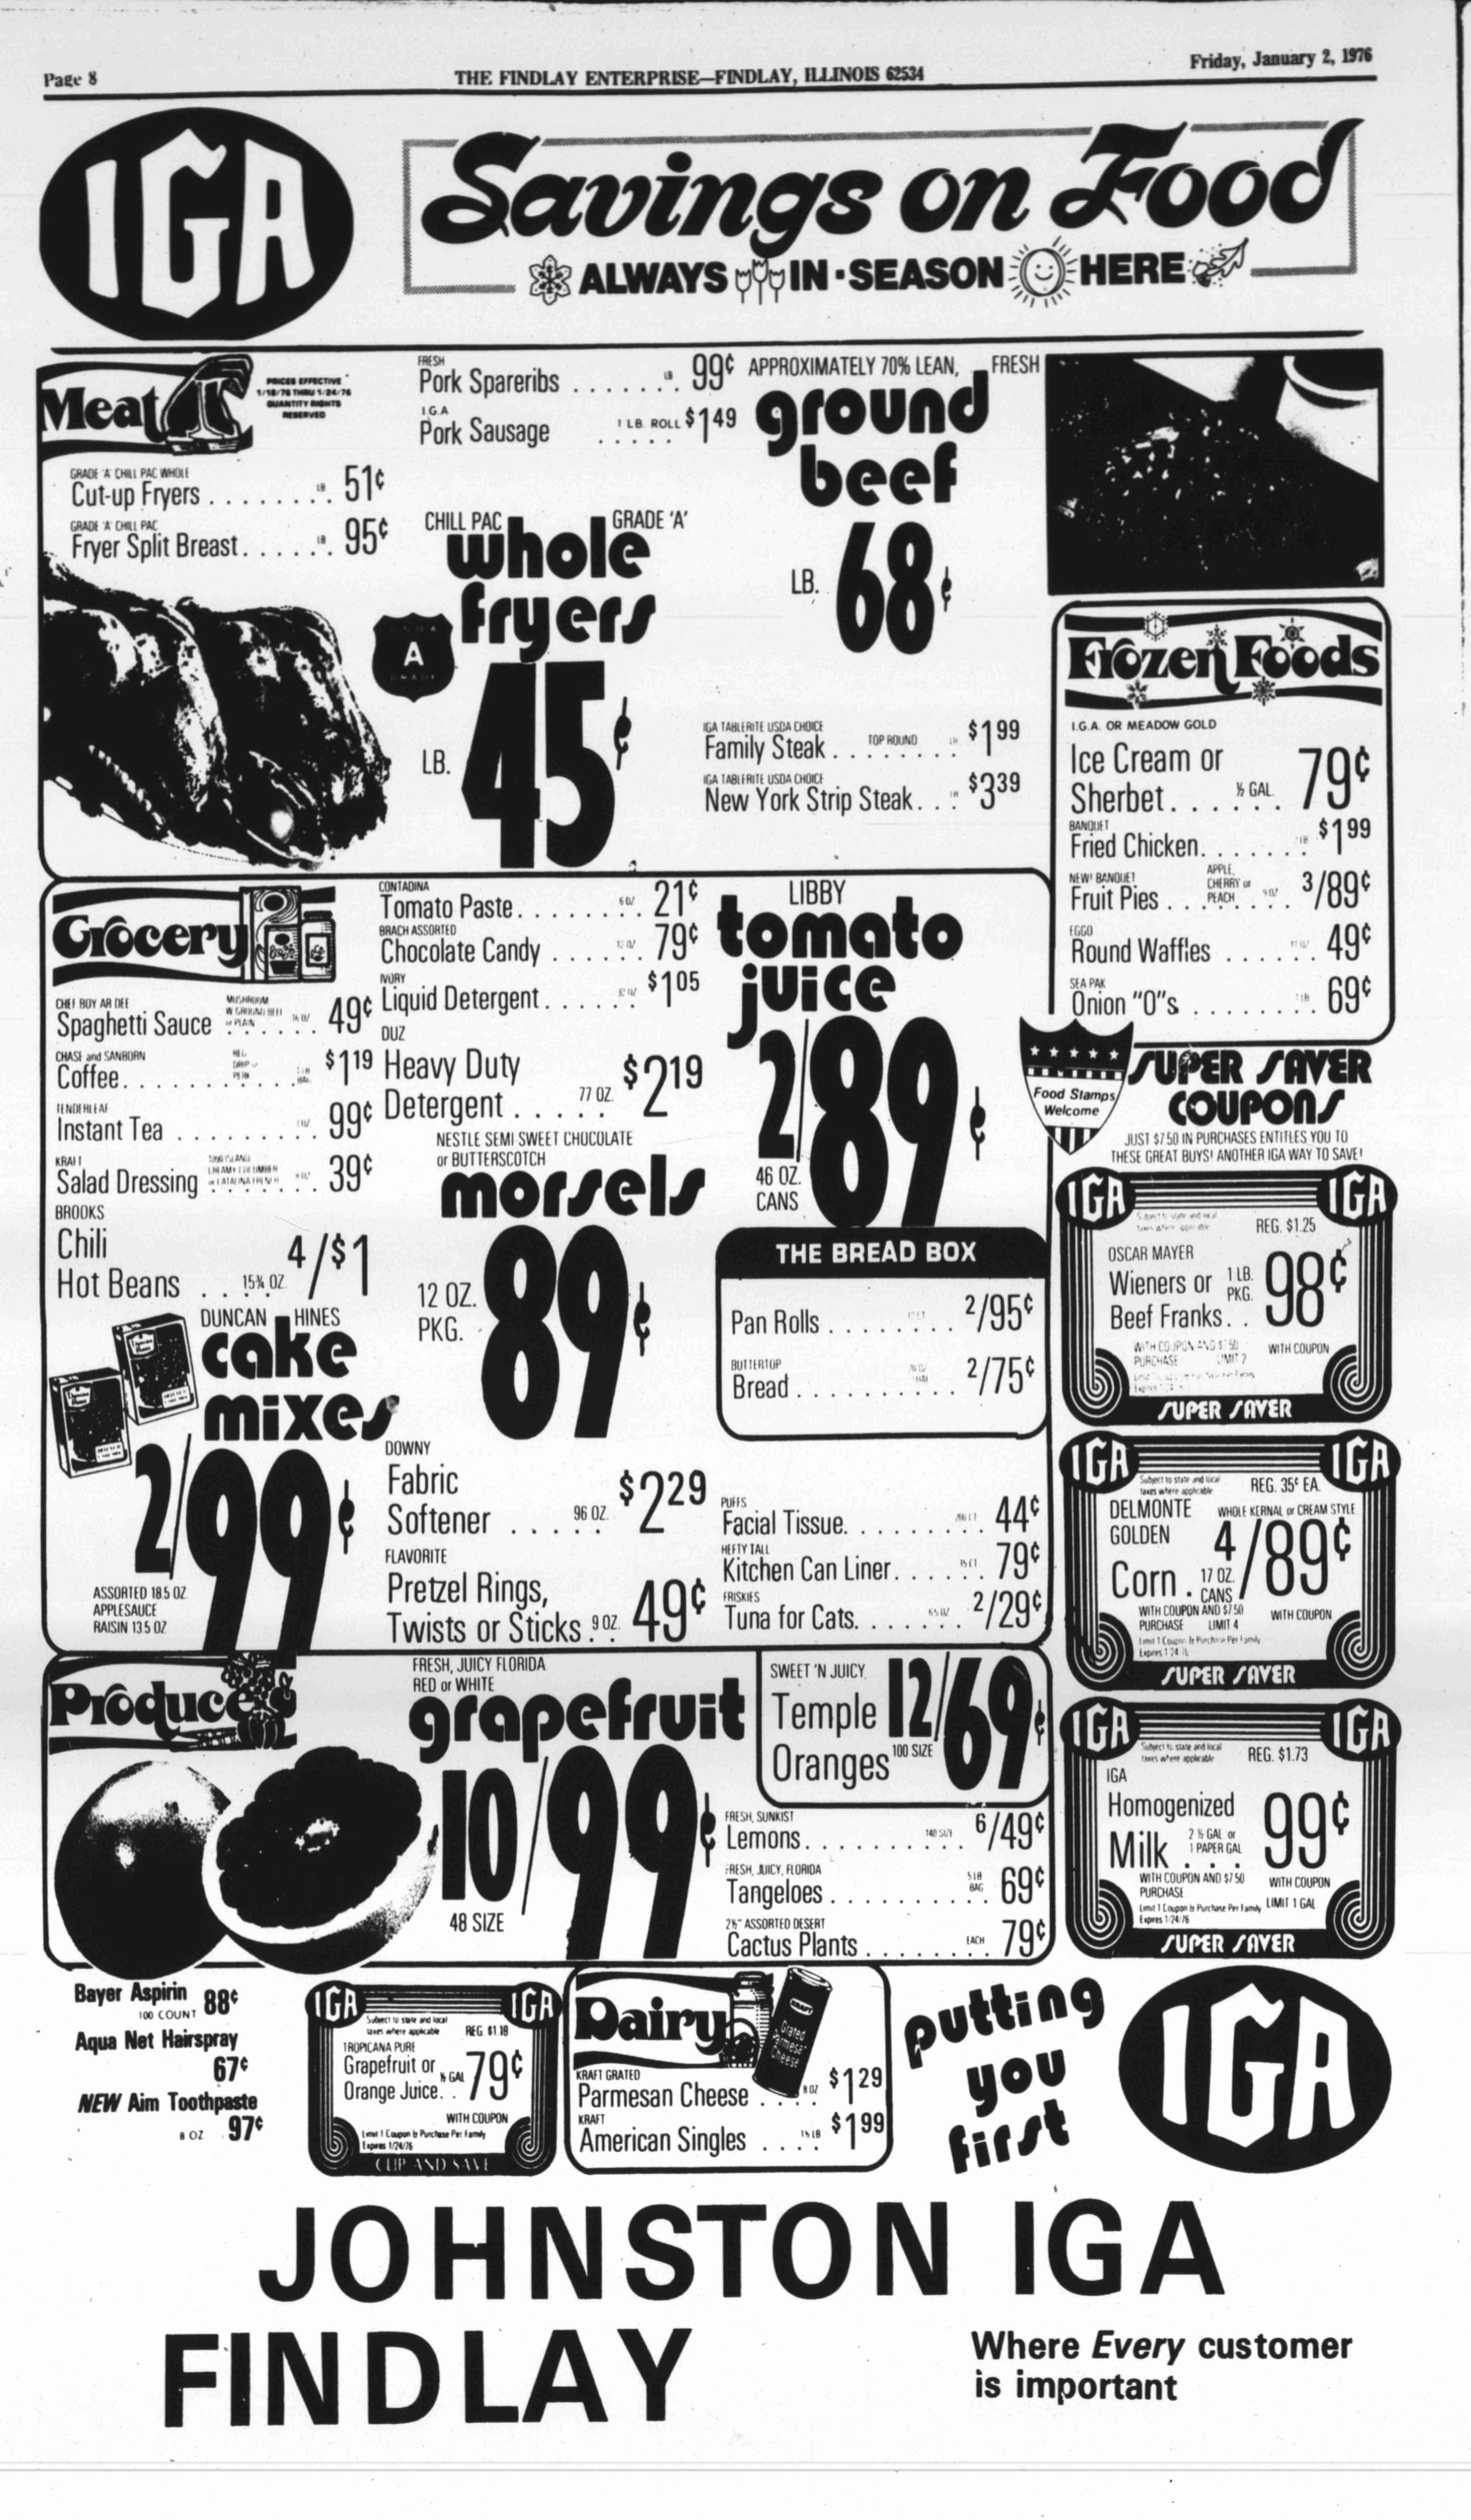 Page 8
THE FINDLAY ENTERPRISE—FINDLAY, ILLINOIS 62534
Friday, January 2, 1976
IGA
Savings on Food
ALWAYS IN·SEASON HERE
Meat
PRICES EFFECTIVE
1/18/76 THRU 1/24/76
QUANTITY RIGHTS
RESERVED
GRADE 'A' CHILL PAC WHOLE
Cut-up Fryers ........ LB 51¢
GRADE 'A' CHILL PAC
Fryer Split Breast...... LB 95¢
FRESH
Pork Spareribs ....... LB 99¢
I.G.A
Pork Sausage ..... 1 LB. ROLL $1 49
CHILL PAC GRADE 'A'
whole
fryers
U S D A
A
GRADE
LB. 45¢
APPROXIMATELY 70% LEAN, FRESH
ground
beef
LB. 68¢
IGA TABLERITE USDA CHOICE
Family Steak ........ TOP ROUND LB $1 99
IGA TABLERITE USDA CHOICE
New York Strip Steak... LB $3 39
Frozen Foods
I.G.A. OR MEADOW GOLD
Ice Cream or
Sherbet...... ½ GAL. 79¢
BANQUET
Fried Chicken....... $1 99
NEW! BANQUET
Fruit Pies ........ APPLE, CHERRY or PEACH 3/89¢
EGGO
Round Waffles ...... 49¢
SEA PAK
Onion "O"s ........ 69¢
Grocery
CHEF BOY AR DEE
Spaghetti Sauce ...... MUSHROOM W GROUND BEEF or PLAIN 49¢
CHASE and SANBORN
Coffee.......... REG. DRIP or PERK $1 19
TENDERLEAF
Instant Tea ......... 99¢
KRAFT
Salad Dressing ....... 39¢
BROOKS
Chili
Hot Beans .... 15¾ OZ. 4/$1
CONTADINA
Tomato Paste........ 6 OZ 21¢
BRACH ASSORTED
Chocolate Candy ...... 79¢
IVORY
Liquid Detergent...... 32 OZ $1 05
DUZ
Heavy Duty
Detergent ..... 77 OZ. $2 19
NESTLE SEMI SWEET CHOCOLATE
or BUTTERSCOTCH
morsels
12 OZ.
PKG. 89¢
LIBBY
tomato
juice
2/89¢
46 OZ.
CANS
THE BREAD BOX
Pan Rolls ........ 2/95¢
BUTTERTOP
Bread.......... 2/75¢
DUNCAN HINES
cake
mixes
2/99¢
ASSORTED 18.5 OZ.
APPLESAUCE
RAISIN 13.5 OZ
DOWNY
Fabric
Softener ..... 96 OZ. $2 29
FLAVORITE
Pretzel Rings,
Twists or Sticks .. 9 OZ. 49¢
PUFFS
Facial Tissue......... 200 CT 44¢
HEFTY TALL
Kitchen Can Liner...... 15 CT 79¢
FRISKIES
Tuna for Cats....... 6.5 OZ 2/29¢
Food Stamps
Welcome
SUPER SAVER
COUPONS
JUST $7.50 IN PURCHASES ENTITLES YOU TO
THESE GREAT BUYS! ANOTHER IGA WAY TO SAVE!
IGA IGA
Subject to state and local
taxes where applicable
REG. $1.25
OSCAR MAYER
Wieners or
Beef Franks.. 1 LB. PKG. 98¢
WITH COUPON AND $7.50
PURCHASE LIMIT 2
WITH COUPON
SUPER SAVER
IGA IGA
Subject to state and local
taxes where applicable
REG. 35¢ EA.
DELMONTE WHOLE KERNAL or CREAM STYLE
GOLDEN
Corn. 17 OZ. CANS 4/89¢
WITH COUPON AND $7.50
PURCHASE LIMIT 4
WITH COUPON
Limit 1 Coupon & Purchase Per Family
Expires 1 24 76
SUPER SAVER
IGA IGA
Subject to state and local
taxes where applicable
REG. $1.73
IGA
Homogenized
Milk ... 2 ½ GAL or 1 PAPER GAL 99¢
WITH COUPON AND $7.50
PURCHASE
WITH COUPON
Limit 1 Coupon & Purchase Per Family LIMIT 1 GAL.
Expires 1/24/76
SUPER SAVER
Produce
FRESH, JUICY FLORIDA
RED or WHITE
grapefruit
10/99¢
48 SIZE
SWEET 'N JUICY,
Temple
Oranges 100 SIZE 12/69¢
FRESH, SUNKIST
Lemons......... 140 SIZE 6/49¢
FRESH, JUICY, FLORIDA
Tangeloes ......... 5 LB BAG 69¢
2½" ASSORTED DESERT
Cactus Plants ....... EACH 79¢
Bayer Aspirin 88¢
100 COUNT
Aqua Net Hairspray
67¢
NEW Aim Toothpaste
8 OZ 97¢
IGA IGA
Subject to state and local
taxes where applicable
REG $1.19
TROPICANA PURE
Grapefruit or
Orange Juice.. ½ GAL 79¢
WITH COUPON
Limit 1 Coupon & Purchase Per Family
Expires 1/24/76
CLIP AND SAVE
Dairy
KRAFT
Grated
Parmesan
Cheese
KRAFT GRATED
Parmesan Cheese .... 8 OZ $1 29
KRAFT
American Singles .... 1½ LB $1 99
putting
you
first
IGA
JOHNSTON IGA
FINDLAY
Where Every customer
is important